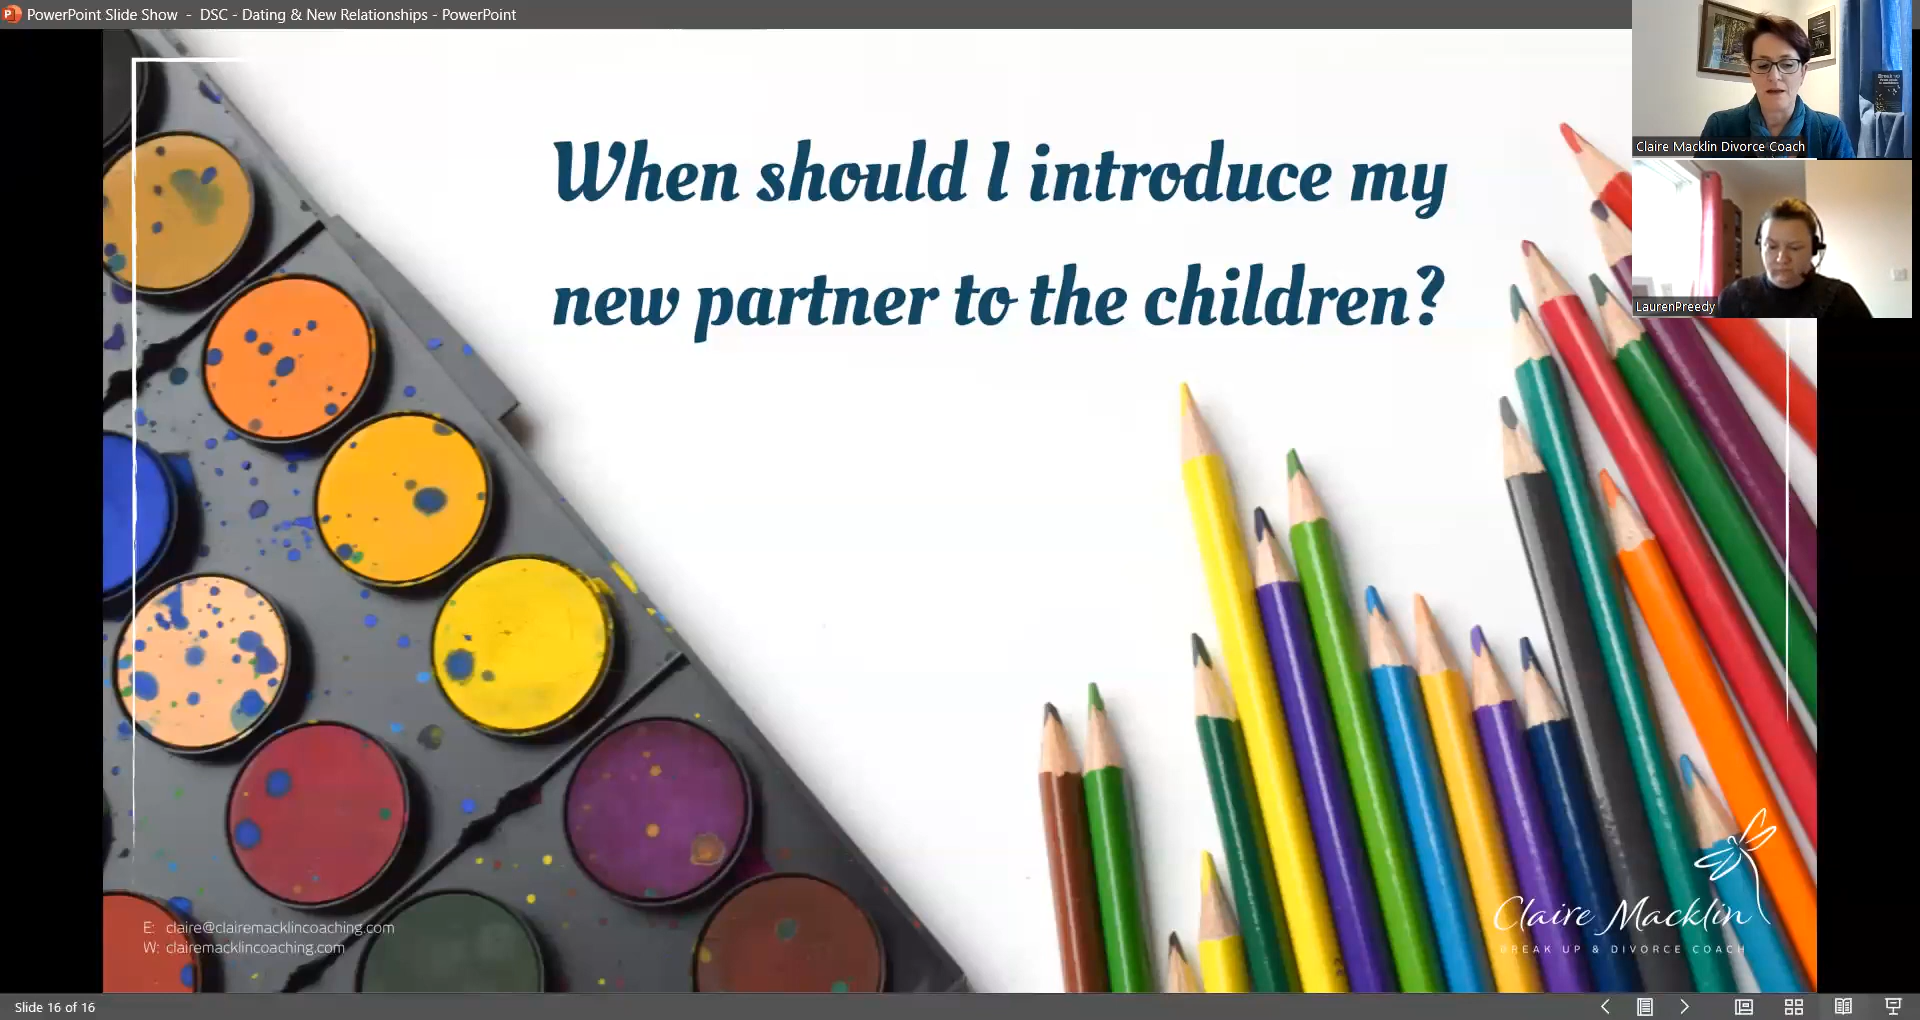 PowerPoint Slide Show - DSC - Dating & New Relationships - PowerPoint
Claire Macklin Divorce Coach
LaurenPreedy
When should I introduce my
new partner to the children?
E: claire@clairemacklincoaching.com
W: clairemacklincoaching.com
Claire Macklin
BREAK UP & DIVORCE COACH
Slide 16 of 16